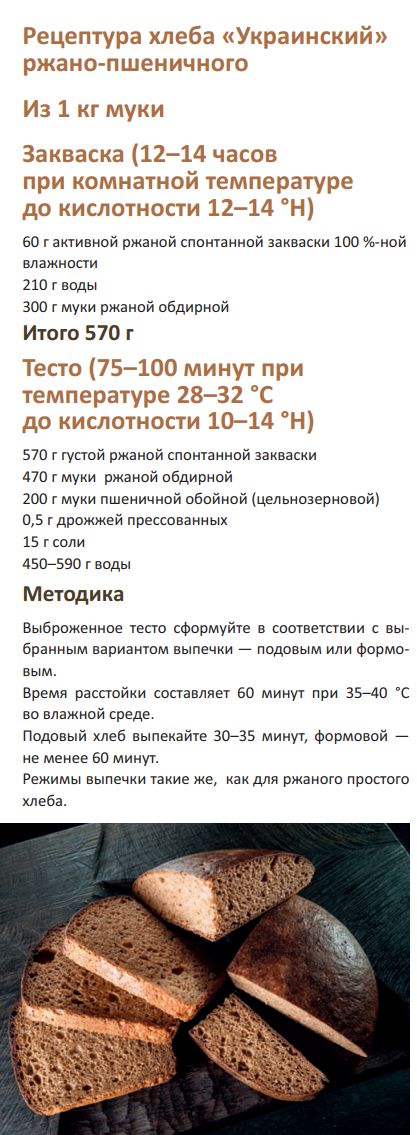 Рецептура хлеба «Украинский»
ржано-пшеничного
Из 1 кг муки
Закваска (12–14 часов
при комнатной температуре
до кислотности 12–14 °Н)
60 г активной ржаной спонтанной закваски 100 %-ной
влажности
210 г воды
300 г муки ржаной обдирной
Итого 570 г
Тесто (75–100 минут при
температуре 28–32 °С
до кислотности 10–14 °Н)
570 г густой ржаной спонтанной закваски
470 г муки ржаной обдирной
200 г муки пшеничной обойной (цельнозерновой)
0,5 г дрожжей прессованных
15 г соли
450–590 г воды
Методика
Выброженное тесто сформуйте в соответствии с вы-
бранным вариантом выпечки — подовым или формо-
вым.
Время расстойки составляет 60 минут при 35–40 °С
во влажной среде.
Подовый хлеб выпекайте 30–35 минут, формовой —
не менее 60 минут.
Режимы выпечки такие же, как для ржаного простого
хлеба.